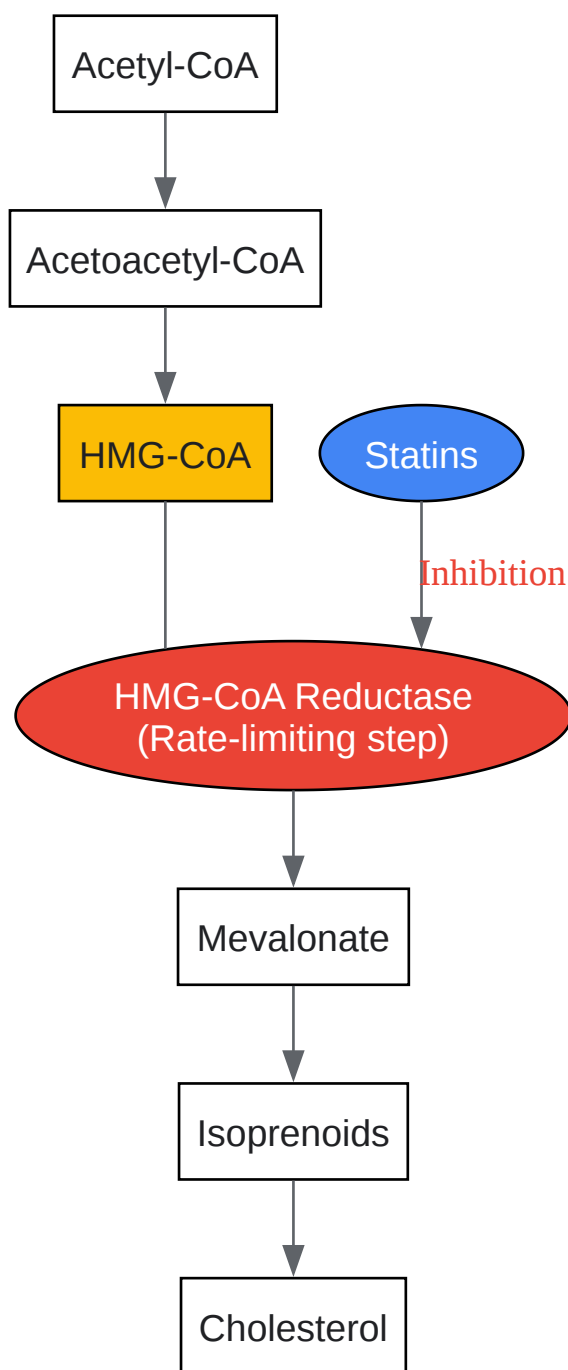 Acetyl-CoA
Acetoacetyl-CoA
HMG-CoA
Statins
Inhibition
HMG-CoA Reductase
(Rate-limiting step)
Mevalonate
Isoprenoids
Cholesterol